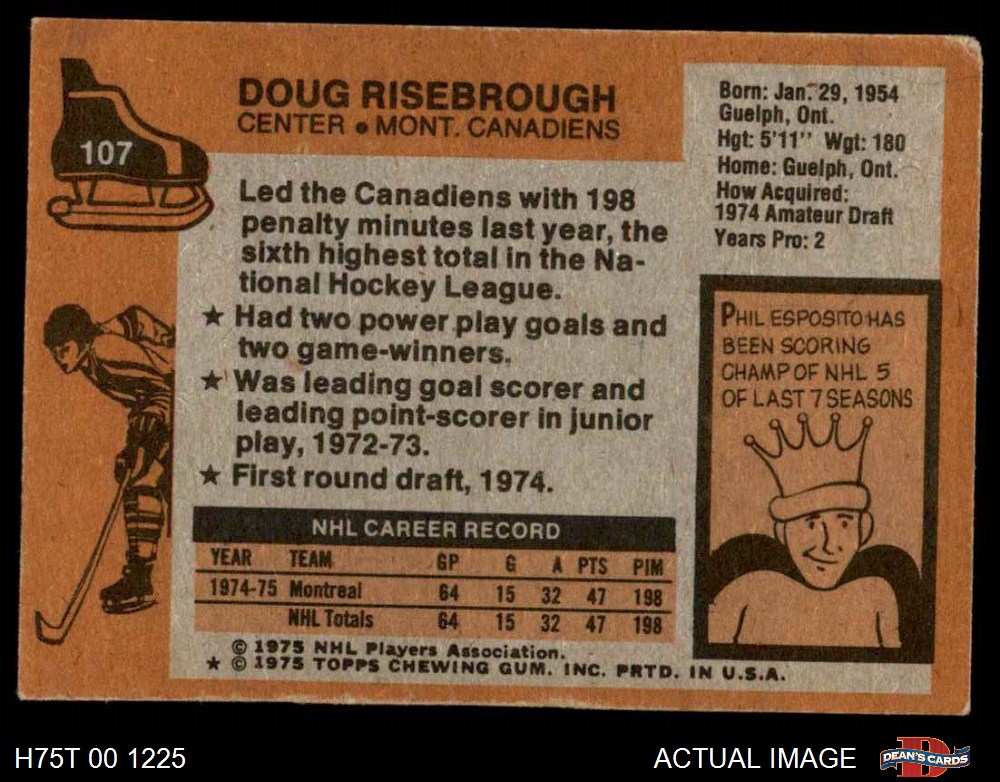 107
DOUG RISEBROUGH
CENTER • MONT. CANADIENS
Born: Jan. 29, 1954
Guelph, Ont.
Hgt: 5'11" Wgt: 180
Home: Guelph, Ont.
How Acquired:
1974 Amateur Draft
Years Pro: 2
Led the Canadiens with 198
penalty minutes last year, the
sixth highest total in the Na-
tional Hockey League.
★ Had two power play goals and
two game-winners.
★ Was leading goal scorer and
leading point-scorer in junior
play, 1972-73.
★ First round draft, 1974.
PHIL ESPOSITO HAS
BEEN SCORING
CHAMP OF NHL 5
OF LAST 7 SEASONS
NHL CAREER RECORD
YEAR TEAM GP G A PTS PIM
1974-75 Montreal 64 15 32 47 198
NHL Totals 64 15 32 47 198
© 1975 NHL Players Association.
★ © 1975 TOPPS CHEWING GUM. INC. PRTD. IN U.S.A.
H75T 00 1225
ACTUAL IMAGE
D
DEAN'S CARDS